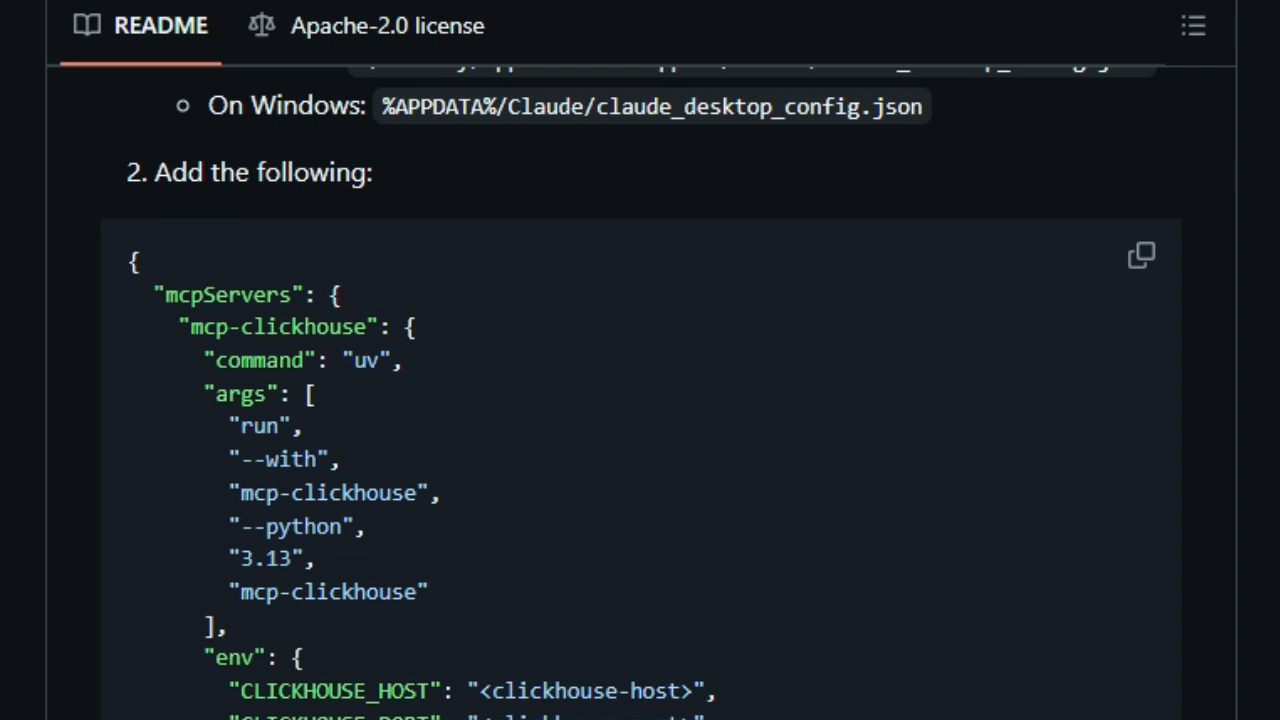 README
Apache-2.0 license
On Windows: %APPDATA%/Claude/claude_desktop_config.json
2. Add the following:
{
"mcpServers": {
"mcp-clickhouse": {
"command": "uv",
"args": [
"run",
"--with",
"mcp-clickhouse",
"--python",
"3.13",
"mcp-clickhouse"
],
"env": {
"CLICKHOUSE_HOST": "<clickhouse-host>",